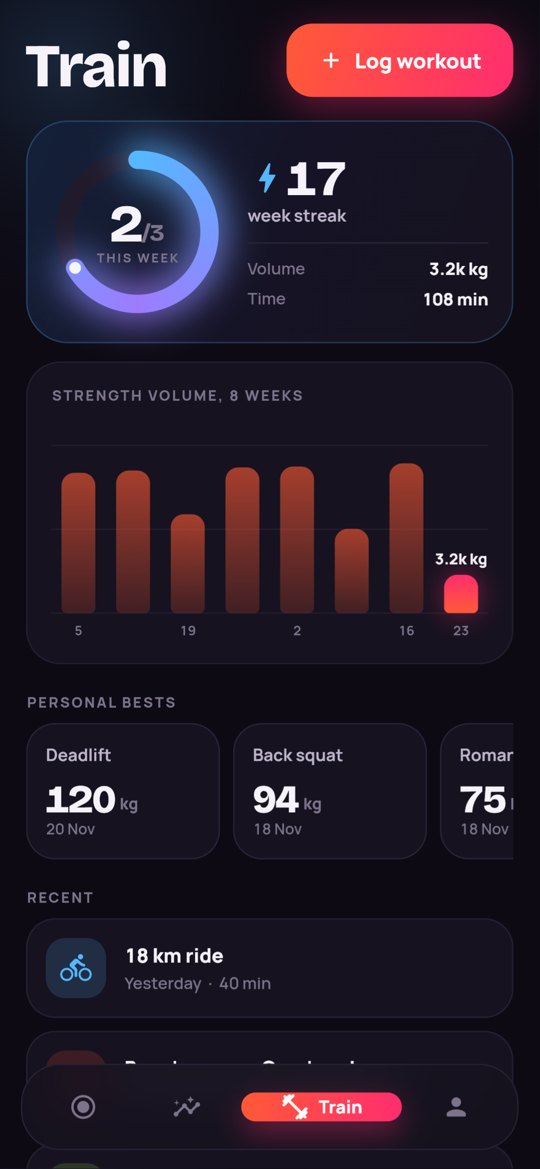 Train
+ Log workout
2/3
THIS WEEK
17
week streak
Volume 3.2k kg
Time 108 min
STRENGTH VOLUME, 8 WEEKS
3.2k kg
5 19 2 16 23
PERSONAL BESTS
Deadlift
120 kg
20 Nov
Back squat
94 kg
18 Nov
75
18 Nov
RECENT
18 km ride
Yesterday · 40 min
Train